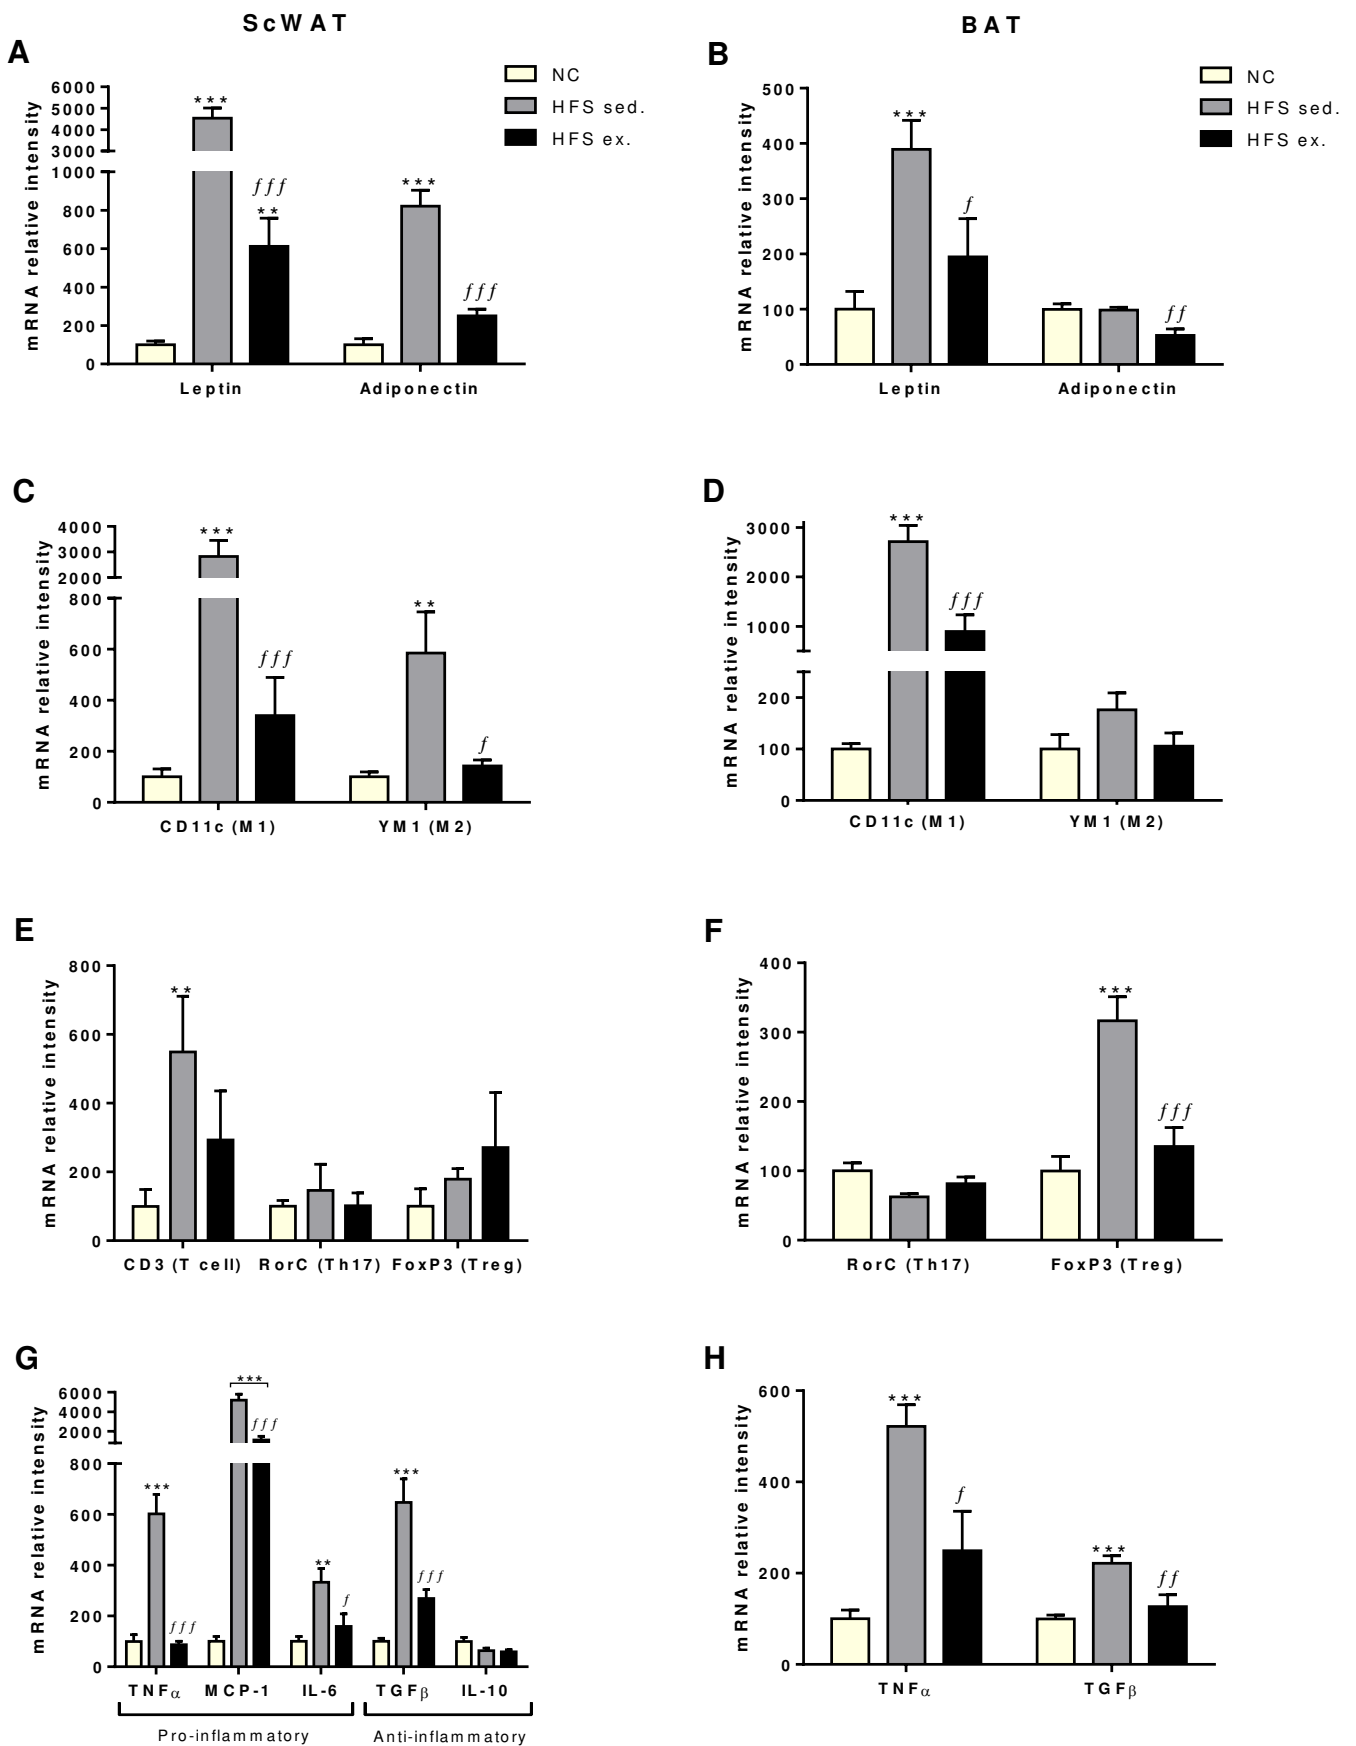 ScWAT
BAT
A
mRNA relative intensity
6000
5000
4000
3000
1000
800
600
400
200
0
***
fff
**
***
fff
Leptin
Adiponectin
NC
HFS sed.
HFS ex.
B
mRNA relative intensity
500
400
300
200
100
0
***
f
ff
Leptin
Adiponectin
NC
HFS sed.
HFS ex.
C
mRNA relative intensity
4000
3000
2000
800
600
400
200
0
***
fff
**
f
CD11c (M1)
YM1 (M2)
D
mRNA relative intensity
3000
2000
1000
200
100
0
***
fff
CD11c (M1)
YM1 (M2)
E
mRNA relative intensity
800
600
400
200
0
**
CD3 (T cell)
RorC (Th17)
FoxP3 (Treg)
F
mRNA relative intensity
400
300
200
100
0
***
fff
RorC (Th17)
FoxP3 (Treg)
G
mRNA relative intensity
6000
4000
2000
800
600
400
200
0
***
fff
***
fff
**
f
***
fff
TNFα
MCP-1
IL-6
TGFβ
IL-10
Pro-inflammatory
Anti-inflammatory
H
mRNA relative intensity
600
400
200
0
***
f
***
ff
TNFα
TGFβ